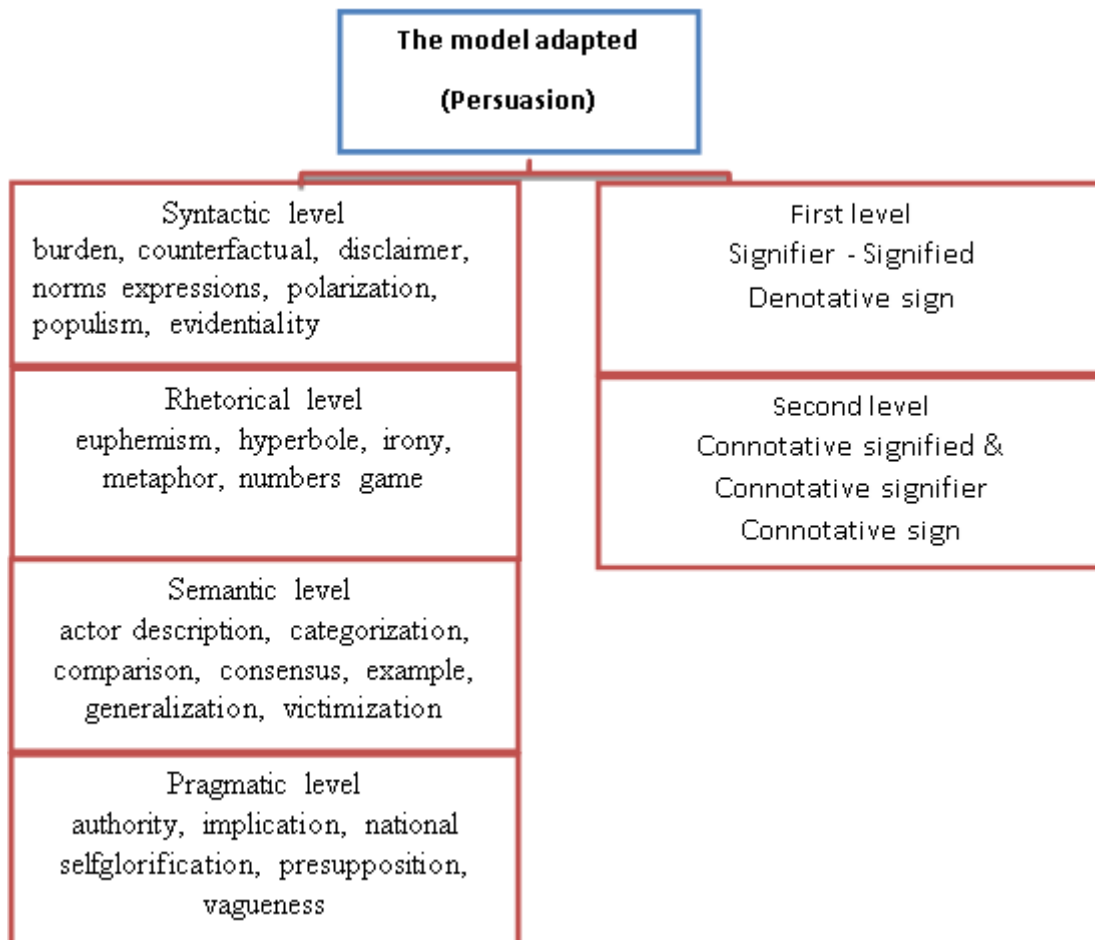 The model adapted
(Persuasion)
Syntactic level
burden, counterfactual, disclaimer,
norms expressions, polarization,
populism, evidentiality
Rhetorical level
euphemism, hyperbole, irony,
metaphor, numbers game
Semantic level
actor description, categorization,
comparison, consensus, example,
generalization, victimization
Pragmatic level
authority, implication, national
selfglorification, presupposition,
vagueness
First level
Signifier - Signified
Denotative sign
Second level
Connotative signified &
Connotative signifier
Connotative sign